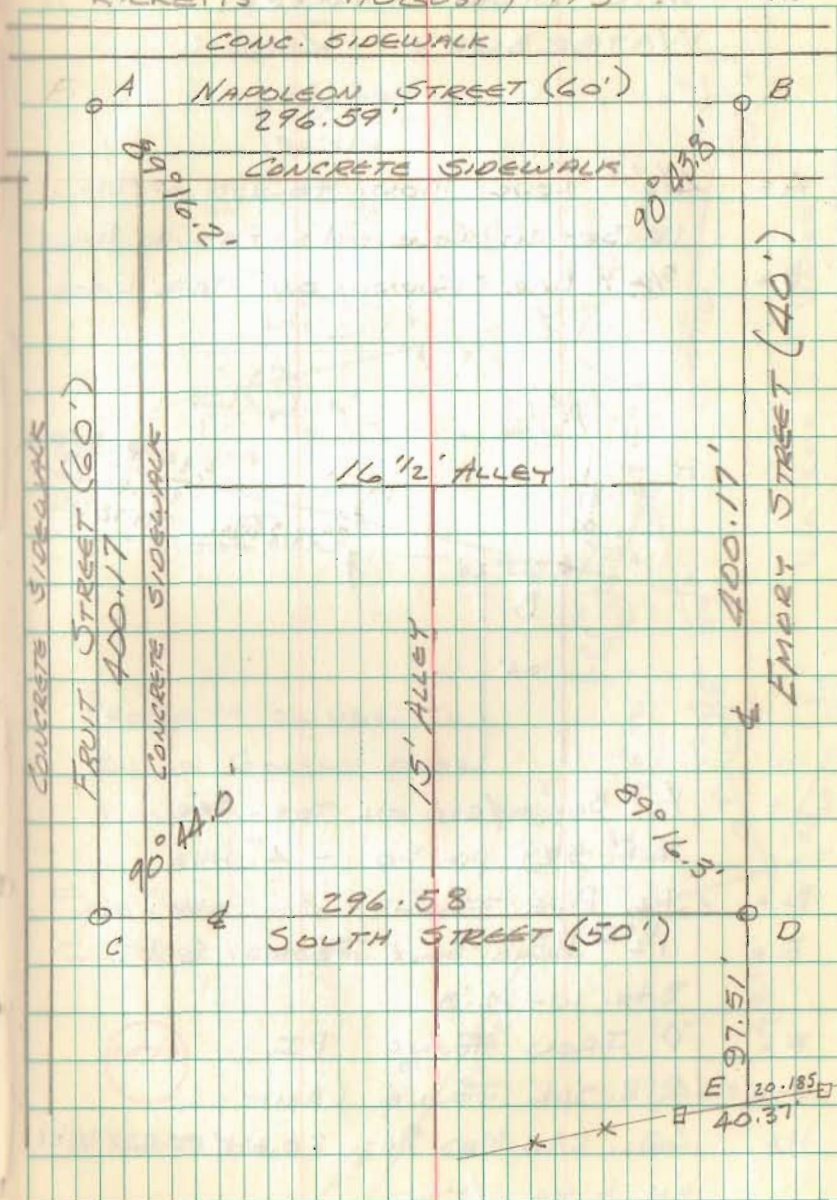 RICKETTS AUGUST,
CONC. SIDEWALK
A NAPOLEON STREET (60') B
296.59'
89°16.2'
CONCRETE SIDEWALK
90°43.8'
EMORY STREET (40')
400.17'
16 1/2' ALLEY
15' ALLEY
CONCRETE SIDEWALK
FRUIT STREET (60')
400.17
CONCRETE SIDEWALK
90°44.0'
89°16.3'
296.58
C SOUTH STREET (50') D
97.51'
E 20.185
40.37'